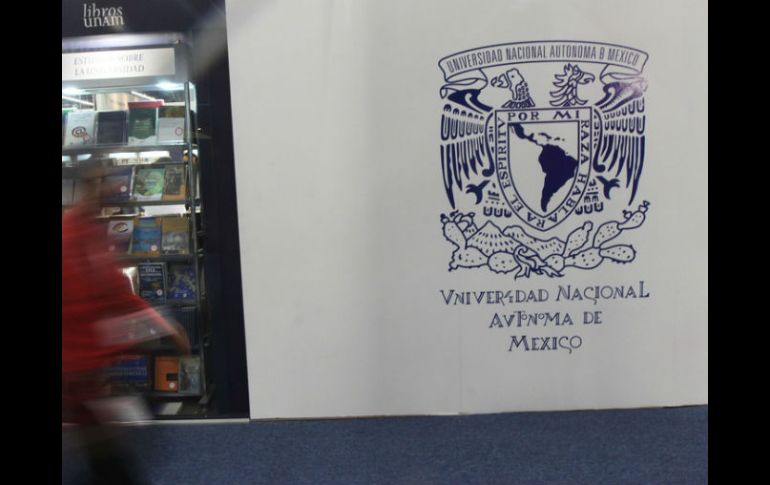 libros
UNAM
ESTUDIOS SOBRE
LA UNIVERSIDAD
UNIVERSIDAD NACIONAL AUTONOMA D MEXICO
POR MI RAZA HABLARA EL ESPIRITU
VNIVERSIDAD NACIONAL
AVTONOMA DE
MEXICO